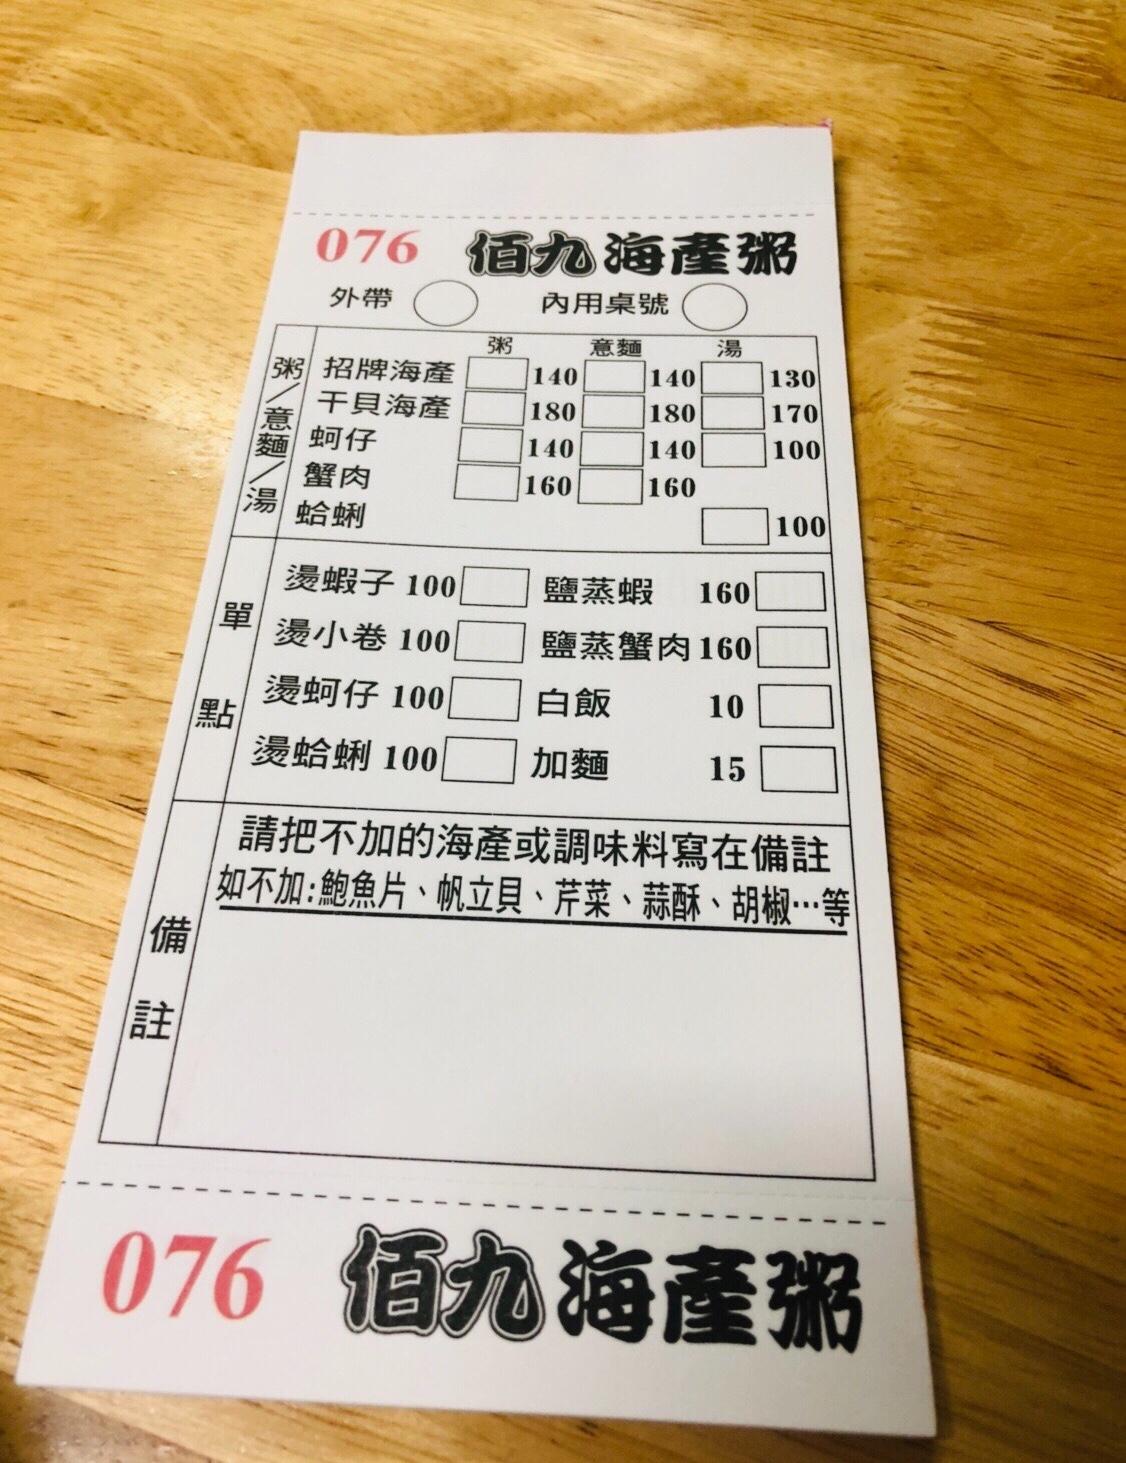 076 佰九海產粥
外帶 內用桌號
粥 意麵 湯
粥/意麵/湯
招牌海產 140 140 130
干貝海產 180 180 170
蚵仔 140 140 100
蟹肉 160 160
蛤蜊 100
單點
燙蝦子 100 鹽蒸蝦 160
燙小卷 100 鹽蒸蟹肉 160
燙蚵仔 100 白飯 10
燙蛤蜊 100 加麵 15
備註
請把不加的海產或調味料寫在備註
如不加:鮑魚片、帆立貝、芹菜、蒜酥、胡椒…等
076 佰九海產粥